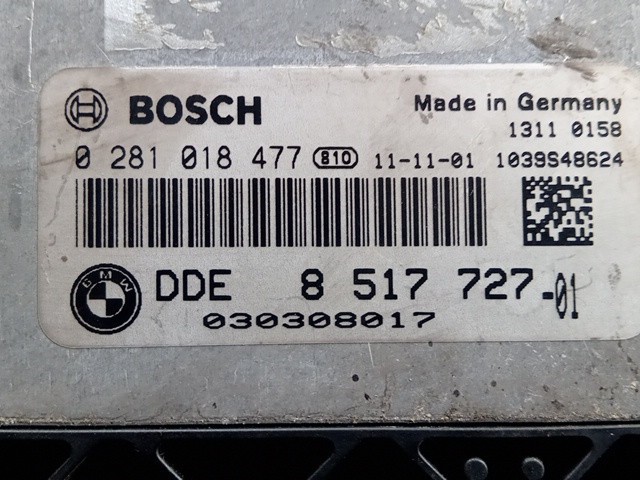 BOSCH
Made in Germany
1311 0158
0 281 018 477 810 11-11-01 1039S48624
BMW
DDE 8 517 727-01
030308017